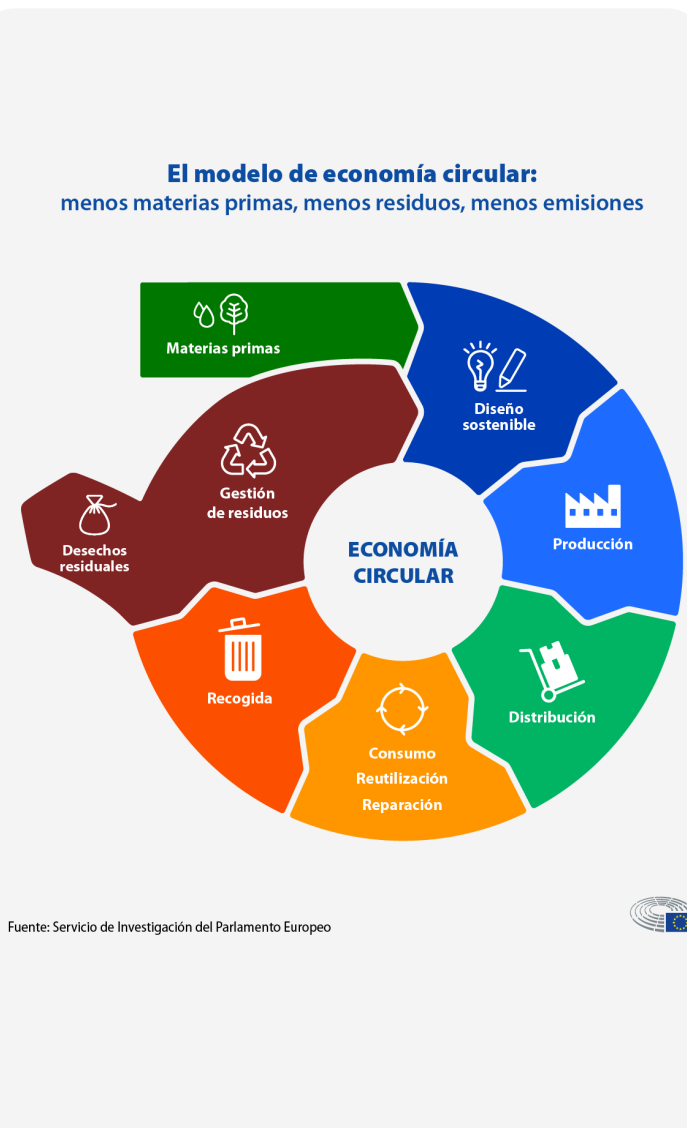 El modelo de economía circular:
menos materias primas, menos residuos, menos emisiones
Materias primas
Diseño
sostenible
Producción
Distribución
Consumo
Reutilización
Reparación
Recogida
Gestión
de residuos
Desechos
residuales
ECONOMÍA
CIRCULAR
Fuente: Servicio de Investigación del Parlamento Europeo